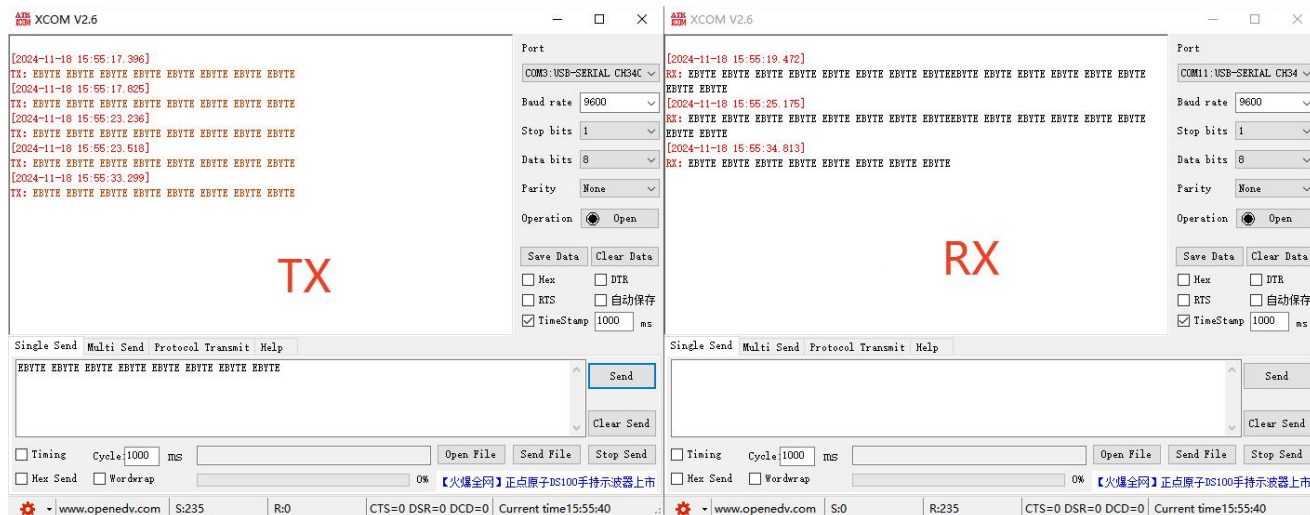 XCOM V2.6
[2024-11-18 15:55:17.396]
TX: EBYTE EBYTE EBYTE EBYTE EBYTE EBYTE EBYTE EBYTE
[2024-11-18 15:55:17.825]
TX: EBYTE EBYTE EBYTE EBYTE EBYTE EBYTE EBYTE EBYTE
[2024-11-18 15:55:23.236]
TX: EBYTE EBYTE EBYTE EBYTE EBYTE EBYTE EBYTE EBYTE
[2024-11-18 15:55:23.518]
TX: EBYTE EBYTE EBYTE EBYTE EBYTE EBYTE EBYTE EBYTE
[2024-11-18 15:55:33.299]
TX: EBYTE EBYTE EBYTE EBYTE EBYTE EBYTE EBYTE EBYTE
TX
Port
COM3:USB-SERIAL CH34C
Baud rate 9600
Stop bits 1
Data bits 8
Parity None
Operation Open
Save Data Clear Data
Hex DTR
RTS 自动保存
TimeStamp 1000 ms
Single Send Multi Send Protocol Transmit Help
EBYTE EBYTE EBYTE EBYTE EBYTE EBYTE EBYTE EBYTE
Send
Clear Send
Timing Cycle: 1000 ms Open File Send File Stop Send
Hex Send Wordwrap 0% 【火爆全网】正点原子DS100手持示波器上市
www.openedv.com S:235 R:0 CTS=0 DSR=0 DCD=0 Current time15:55:40
XCOM V2.6
[2024-11-18 15:55:19.472]
RX: EBYTE EBYTE EBYTE EBYTE EBYTE EBYTE EBYTE EBYTEEBYTE EBYTE EBYTE EBYTE EBYTE EBYTE
EBYTE EBYTE
[2024-11-18 15:55:25.175]
RX: EBYTE EBYTE EBYTE EBYTE EBYTE EBYTE EBYTE EBYTEEBYTE EBYTE EBYTE EBYTE EBYTE EBYTE
EBYTE EBYTE
[2024-11-18 15:55:34.813]
RX: EBYTE EBYTE EBYTE EBYTE EBYTE EBYTE EBYTE EBYTE
RX
Port
COM11:USB-SERIAL CH34
Baud rate 9600
Stop bits 1
Data bits 8
Parity None
Operation Open
Save Data Clear Data
Hex DTR
RTS 自动保存
TimeStamp 1000 ms
Single Send Multi Send Protocol Transmit Help
Send
Clear Send
Timing Cycle: 1000 ms Open File Send File Stop Send
Hex Send Wordwrap 0% 【火爆全网】正点原子DS100手持示波器上市
www.openedv.com S:0 R:235 CTS=0 DSR=0 DCD=0 Current time15:55:40